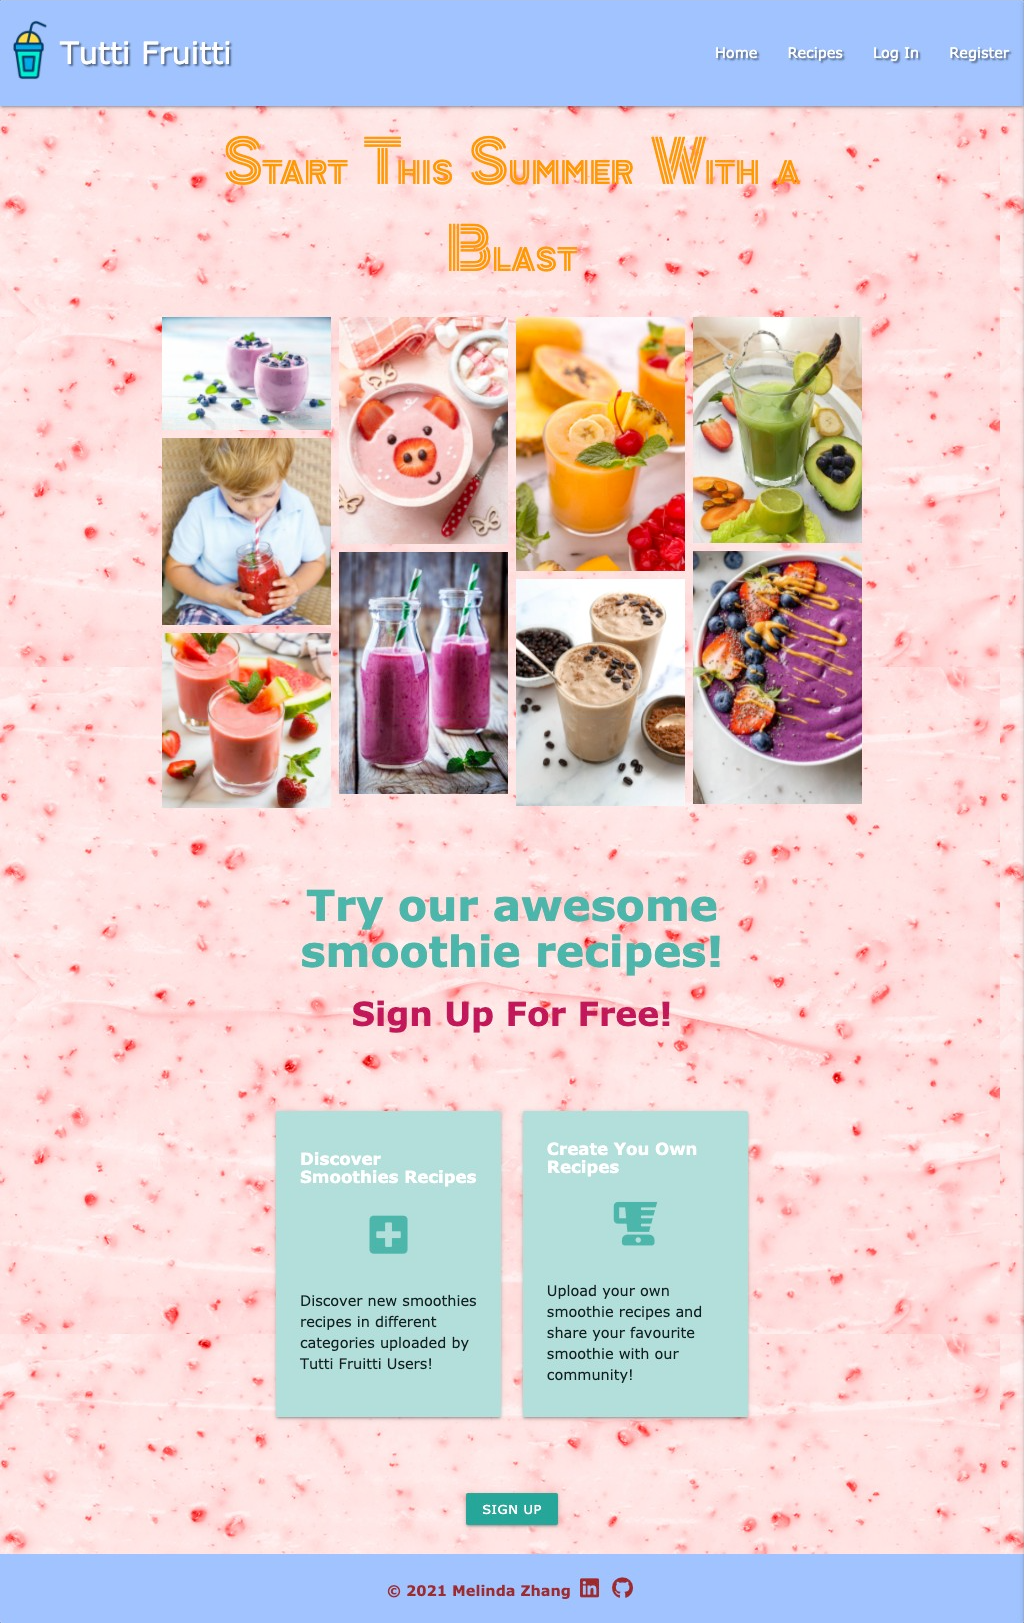 Tutti Fruitti
Home Recipes Log In Register
Start This Summer With a
Blast
Try our awesome
smoothie recipes!
Sign Up For Free!
Discover
Smoothies Recipes
Discover new smoothies
recipes in different
categories uploaded by
Tutti Fruitti Users!
Create You Own
Recipes
Upload your own
smoothie recipes and
share your favourite
smoothie with our
community!
SIGN UP
© 2021 Melinda Zhang in